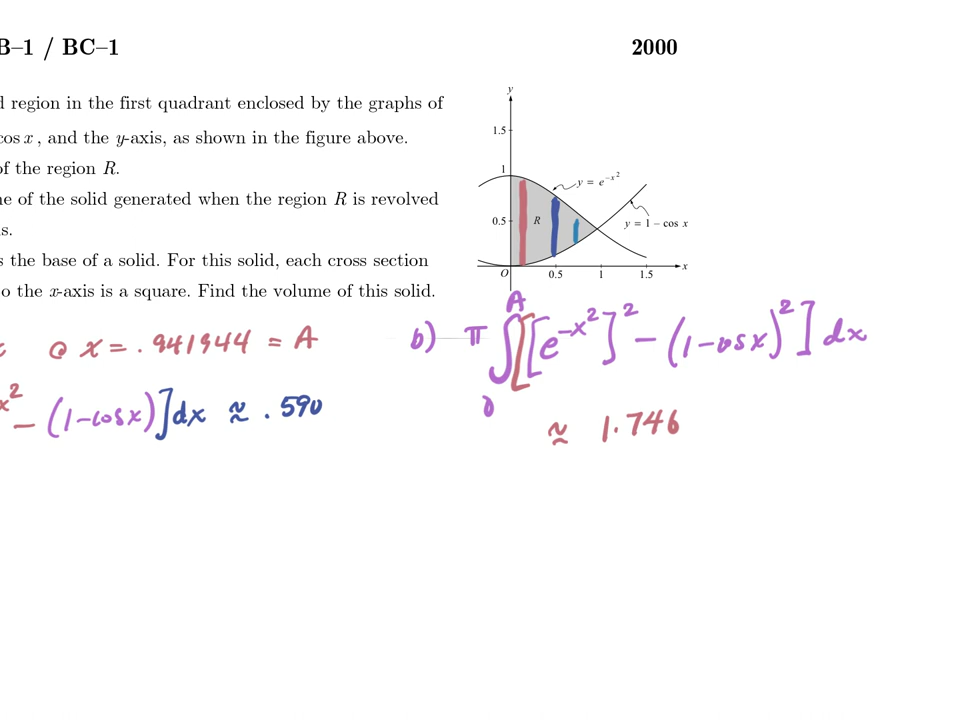 B–1 / BC–1
2000
d region in the first quadrant enclosed by the graphs of
cos x, and the y-axis, as shown in the figure above.
of the region R.
ne of the solid generated when the region R is revolved
is.
s the base of a solid. For this solid, each cross section
o the x-axis is a square. Find the volume of this solid.
y
1.5
1
0.5
R
O
0.5
1
1.5
x
y = e^{-x^2}
y = 1 - cos x
@ x = .941944 = A
x^2 - (1-cos x)]dx ≈ .590
b) π ∫_0^A [[e^{-x^2}]^2 - (1-cos x)^2] dx
≈ 1.746